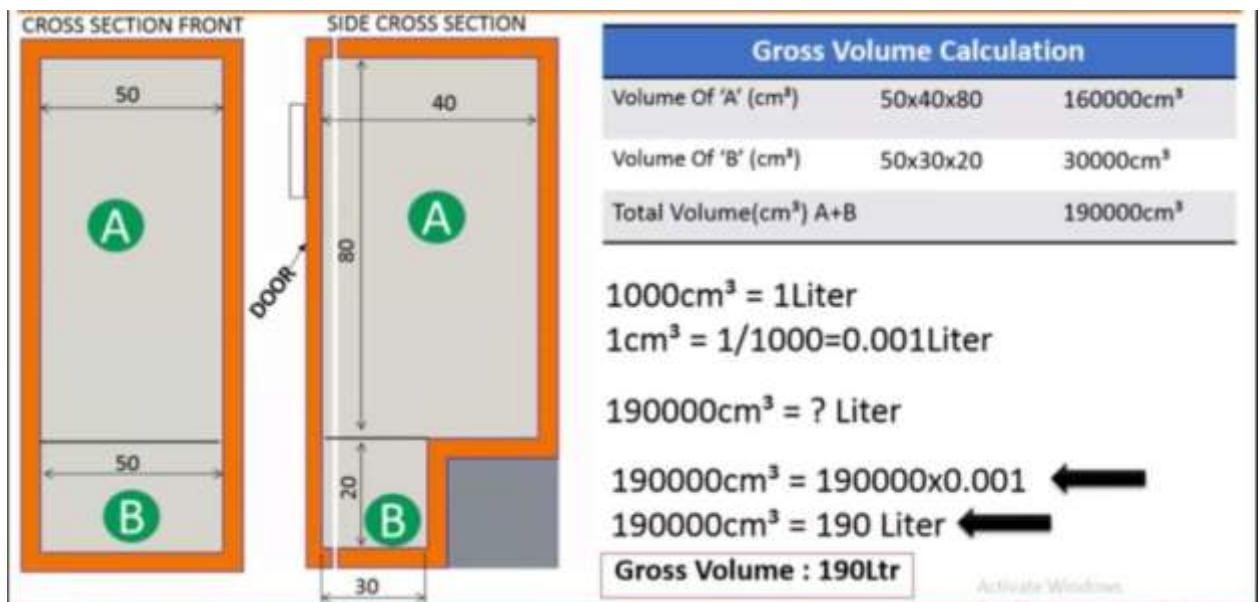 CROSS SECTION FRONT
50
A
50
B
SIDE CROSS SECTION
40
A
80
DOOR
20
B
30
Gross Volume Calculation
Volume Of 'A' (cm³) 50x40x80 160000cm³
Volume Of 'B' (cm³) 50x30x20 30000cm³
Total Volume(cm³) A+B 190000cm³
1000cm³ = 1Liter
1cm³ = 1/1000=0.001Liter
190000cm³ = ? Liter
190000cm³ = 190000x0.001
190000cm³ = 190 Liter
Gross Volume : 190Ltr
Activate Windows